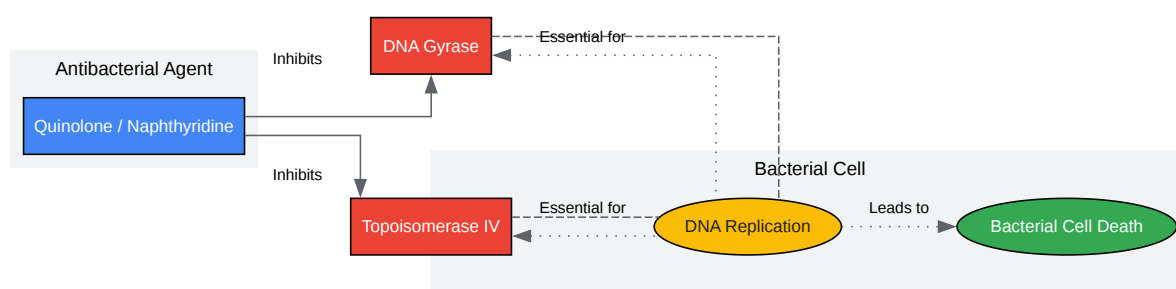 DNA Gyrase
Essential for
Inhibits
Antibacterial Agent
Quinolone / Naphthyridine
Inhibits
Bacterial Cell
Topoisomerase IV
Essential for
DNA Replication
Leads to
Bacterial Cell Death